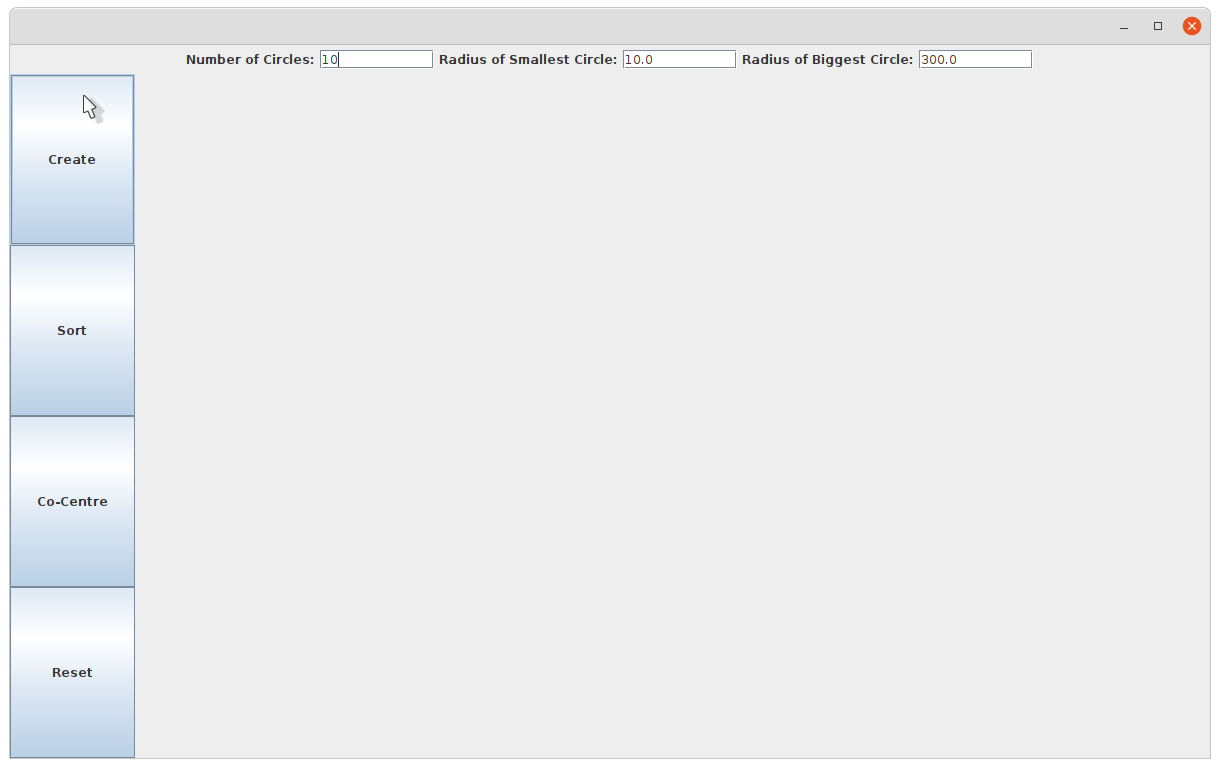 Number of Circles: 10 Radius of Smallest Circle: 10.0 Radius of Biggest Circle: 300.0
Create
Sort
Co-Centre
Reset